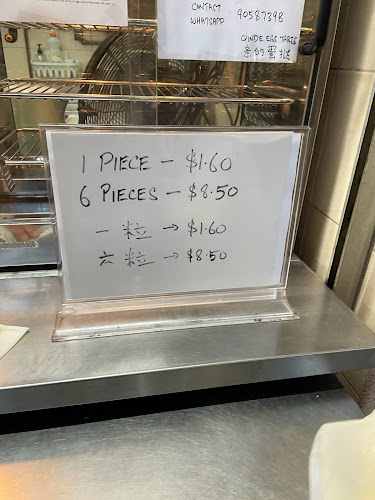 CONTACT
WHATSAPP 90587398
QINDE EGG TARTS
1 PIECE – $1.60
6 PIECES – $8.50
一 粒 → $1.60
六 粒 → $8.50